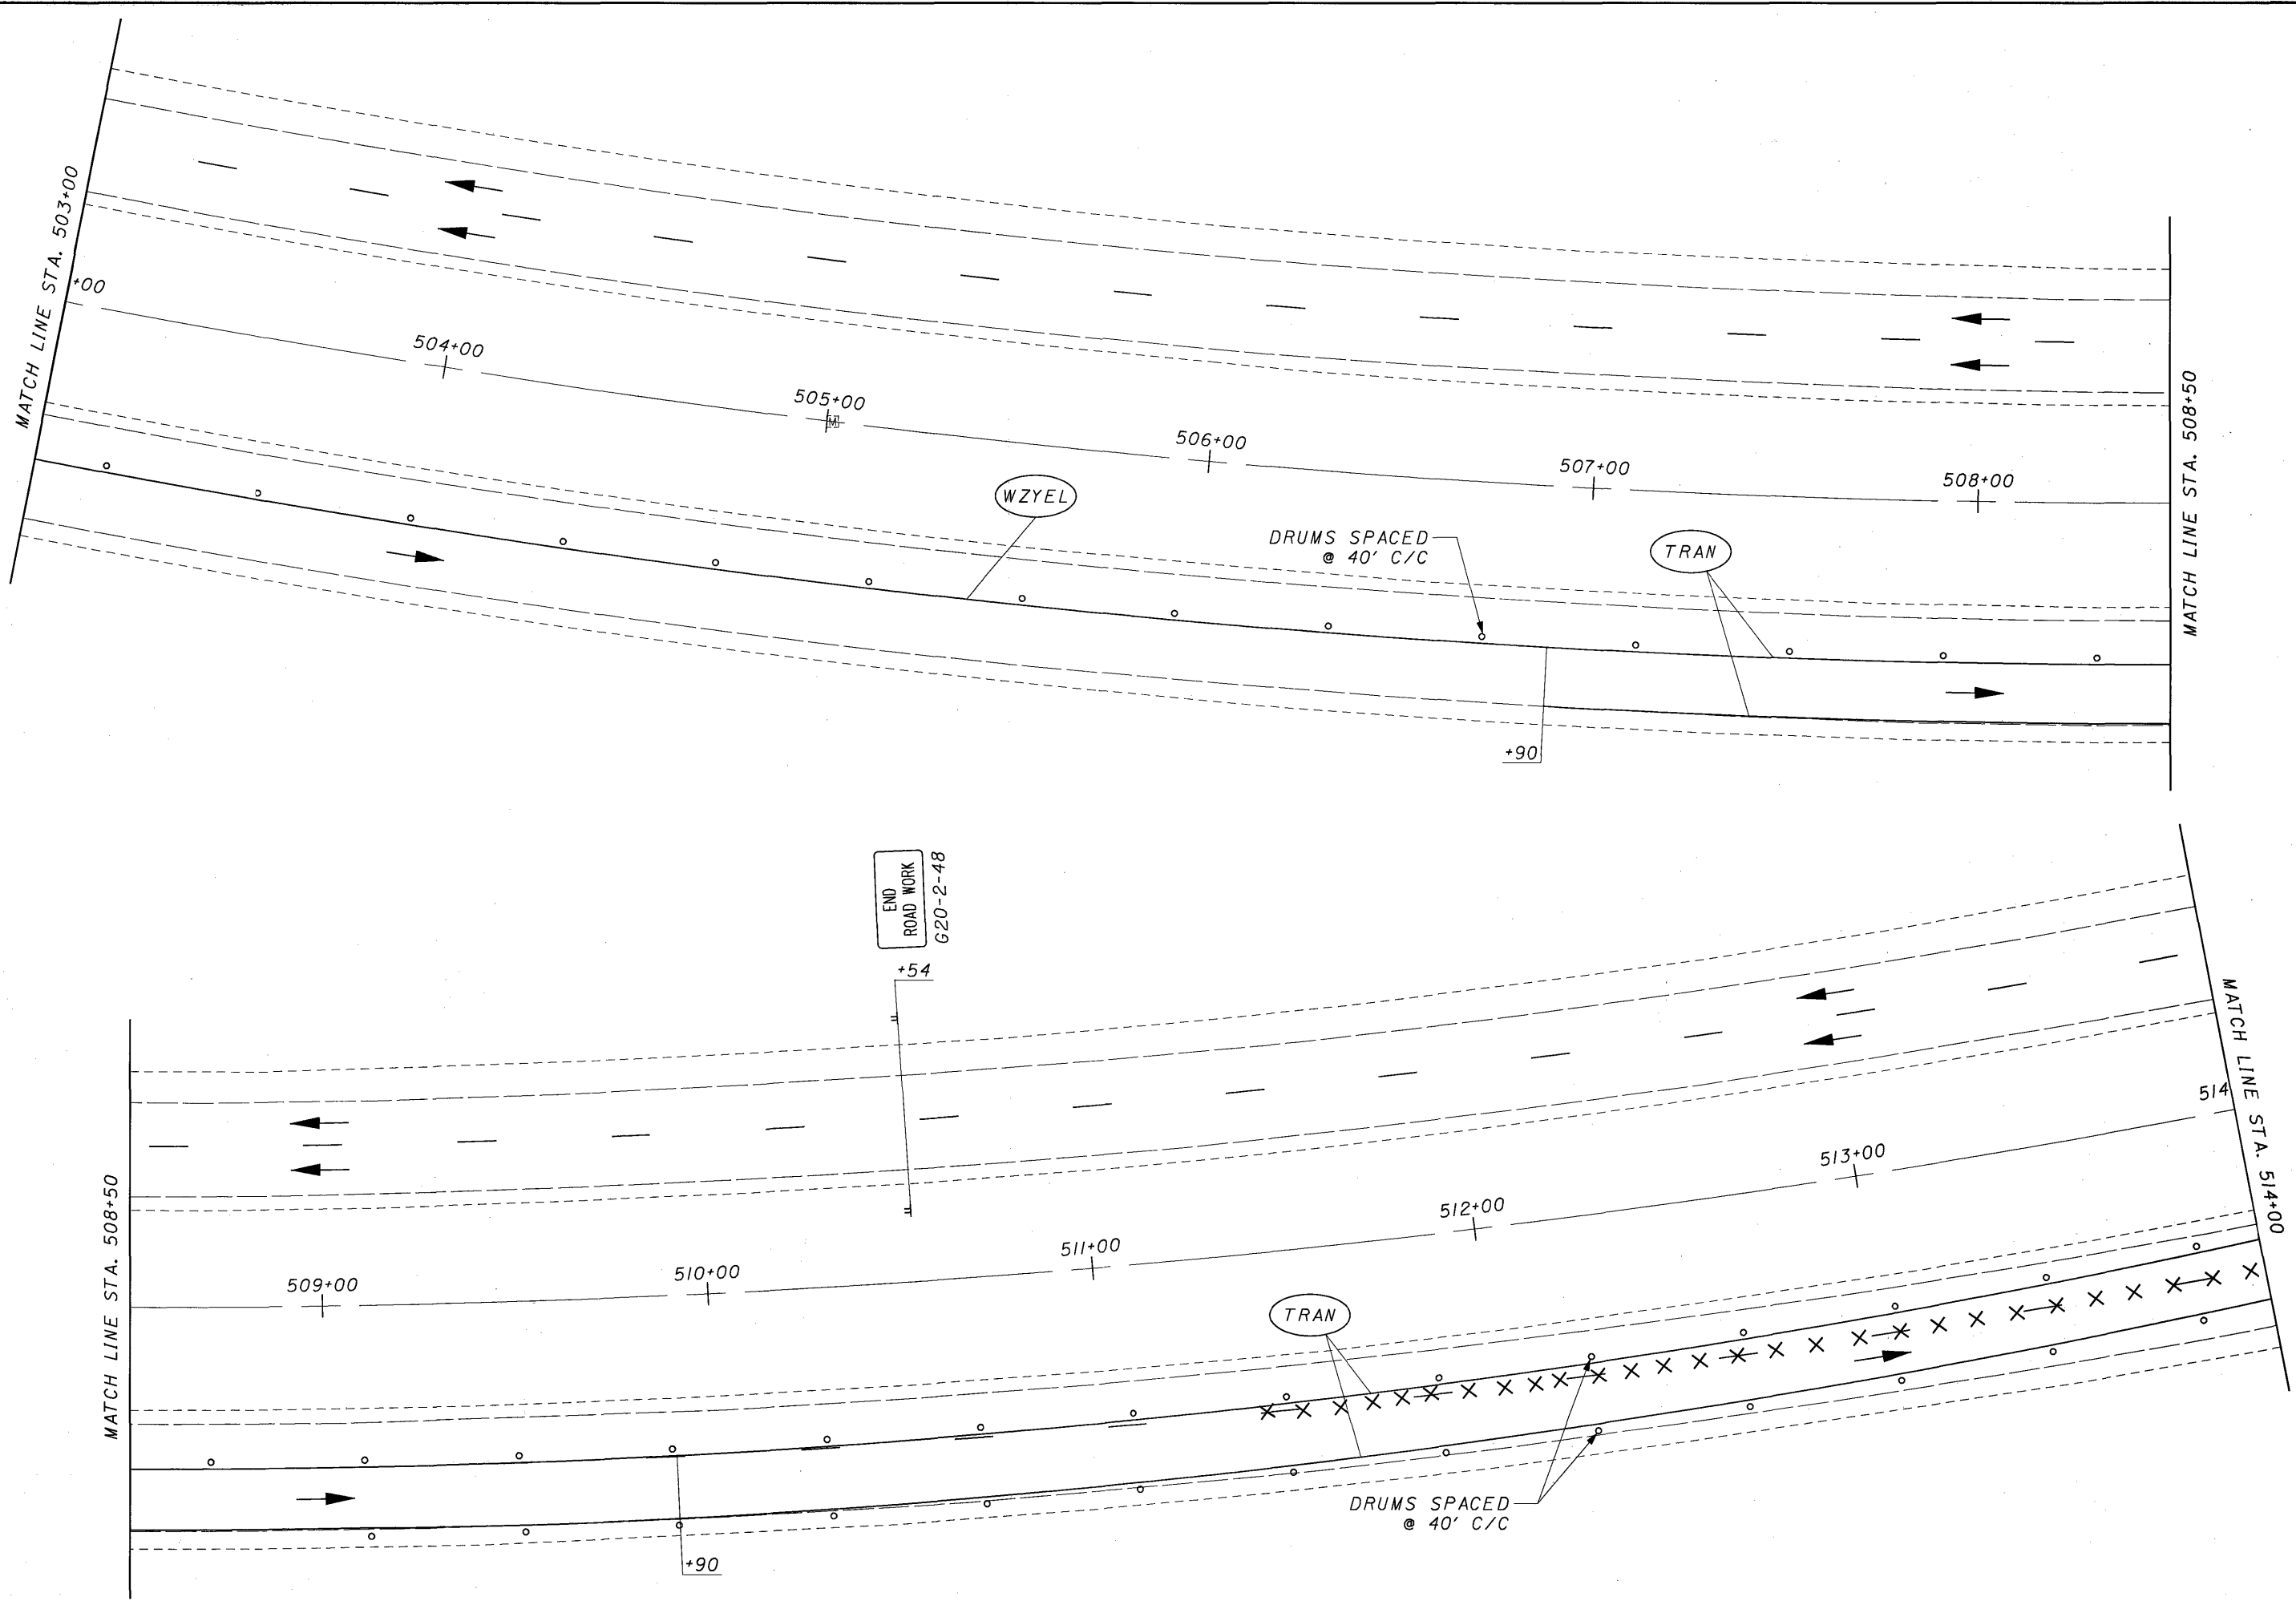 MATCH LINE STA. 503+00
+00
504+00
505+00
M
506+00
507+00
508+00
WZYEL
DRUMS SPACED
@ 40' C/C
TRAN
+90
MATCH LINE STA. 508+50
END
ROAD WORK
G20-2-48
+54
MATCH LINE STA. 508+50
509+00
510+00
511+00
512+00
513+00
514
MATCH LINE STA. 514+00
TRAN
DRUMS SPACED
@ 40' C/C
+90